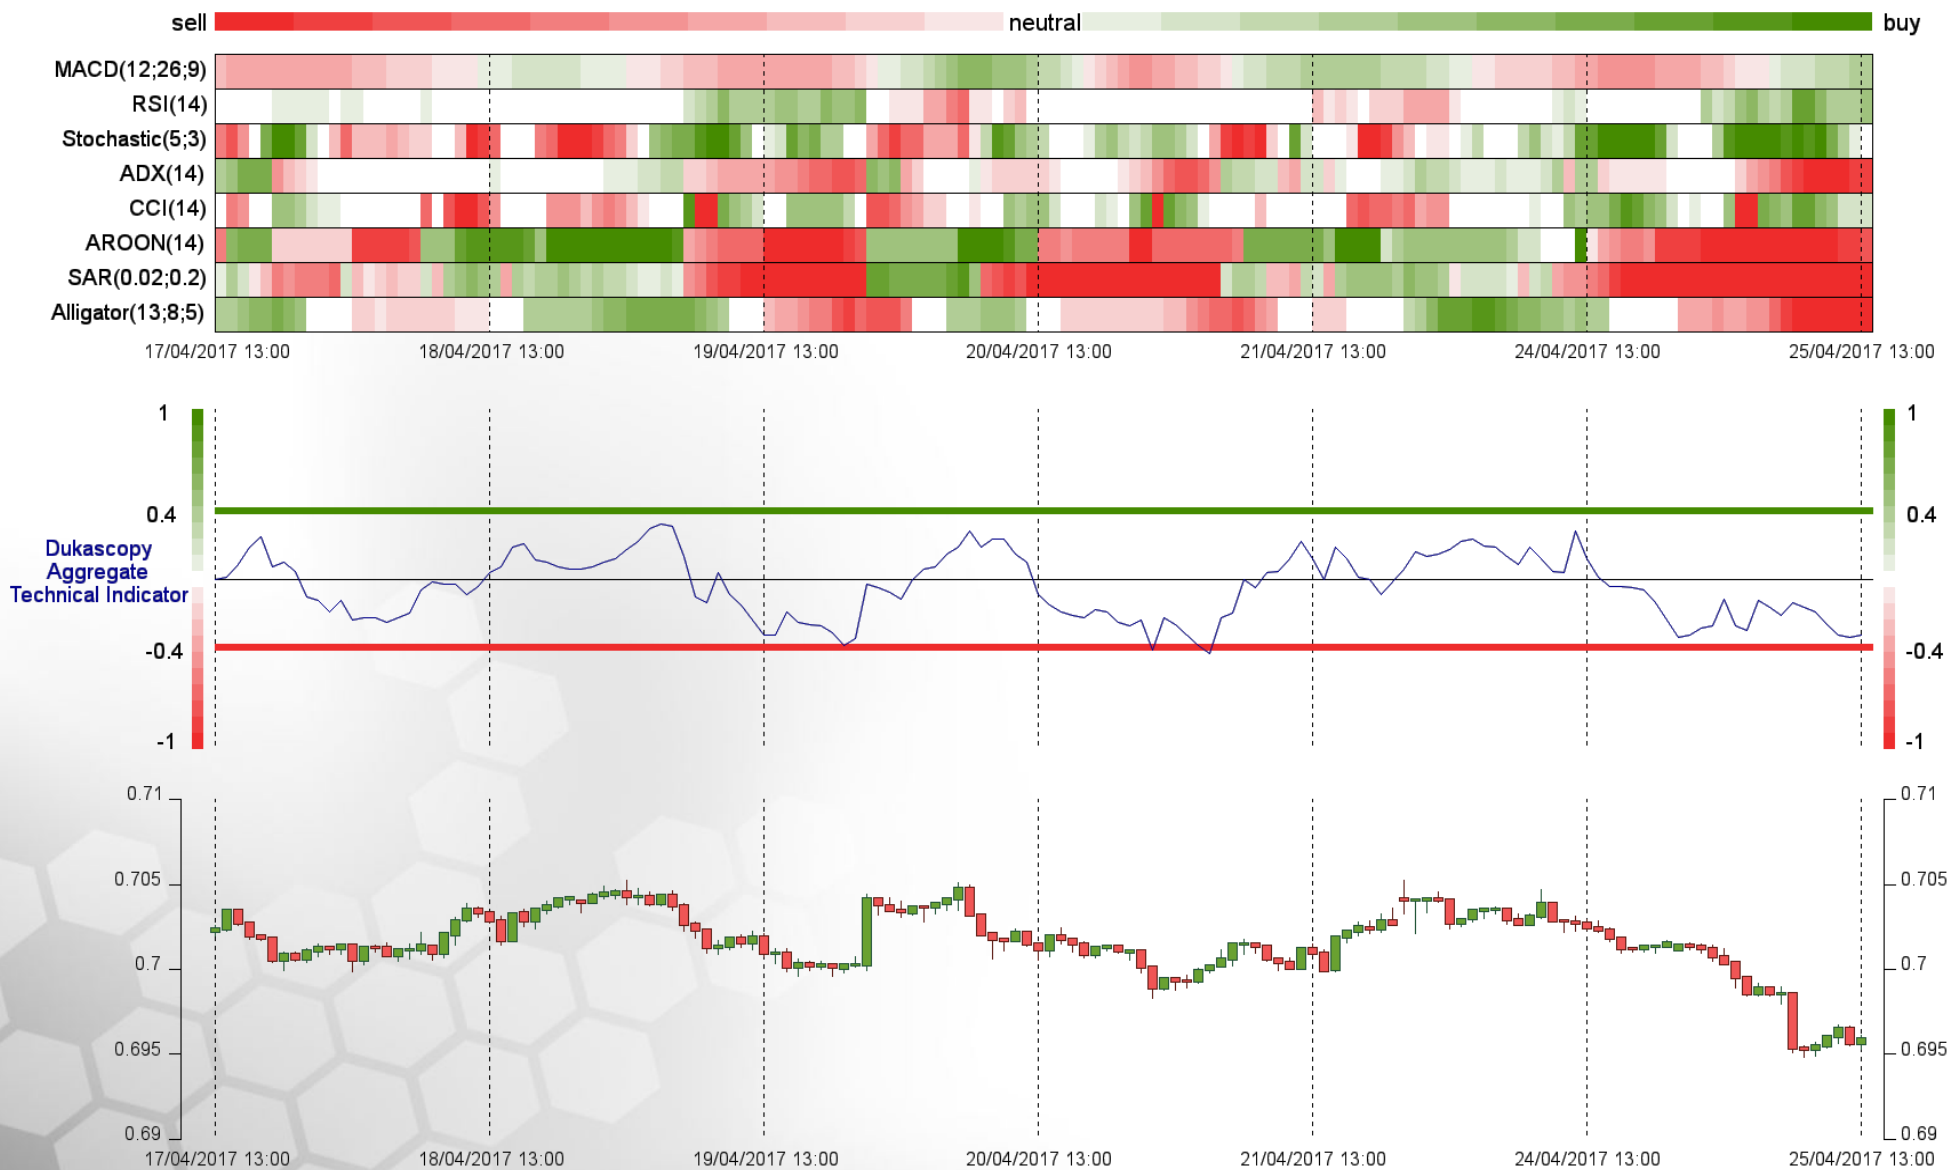 sell neutral buy
MACD(12;26;9)
RSI(14)
Stochastic(5;3)
ADX(14)
CCI(14)
AROON(14)
SAR(0.02;0.2)
Alligator(13;8;5)
17/04/2017 13:00 18/04/2017 13:00 19/04/2017 13:00 20/04/2017 13:00 21/04/2017 13:00 24/04/2017 13:00 25/04/2017 13:00
1 1
0.4 0.4
Dukascopy
Aggregate
Technical Indicator
-0.4 -0.4
-1 -1
0.71 0.71
0.705 0.705
0.7 0.7
0.695 0.695
0.69 0.69
17/04/2017 13:00 18/04/2017 13:00 19/04/2017 13:00 20/04/2017 13:00 21/04/2017 13:00 24/04/2017 13:00 25/04/2017 13:00